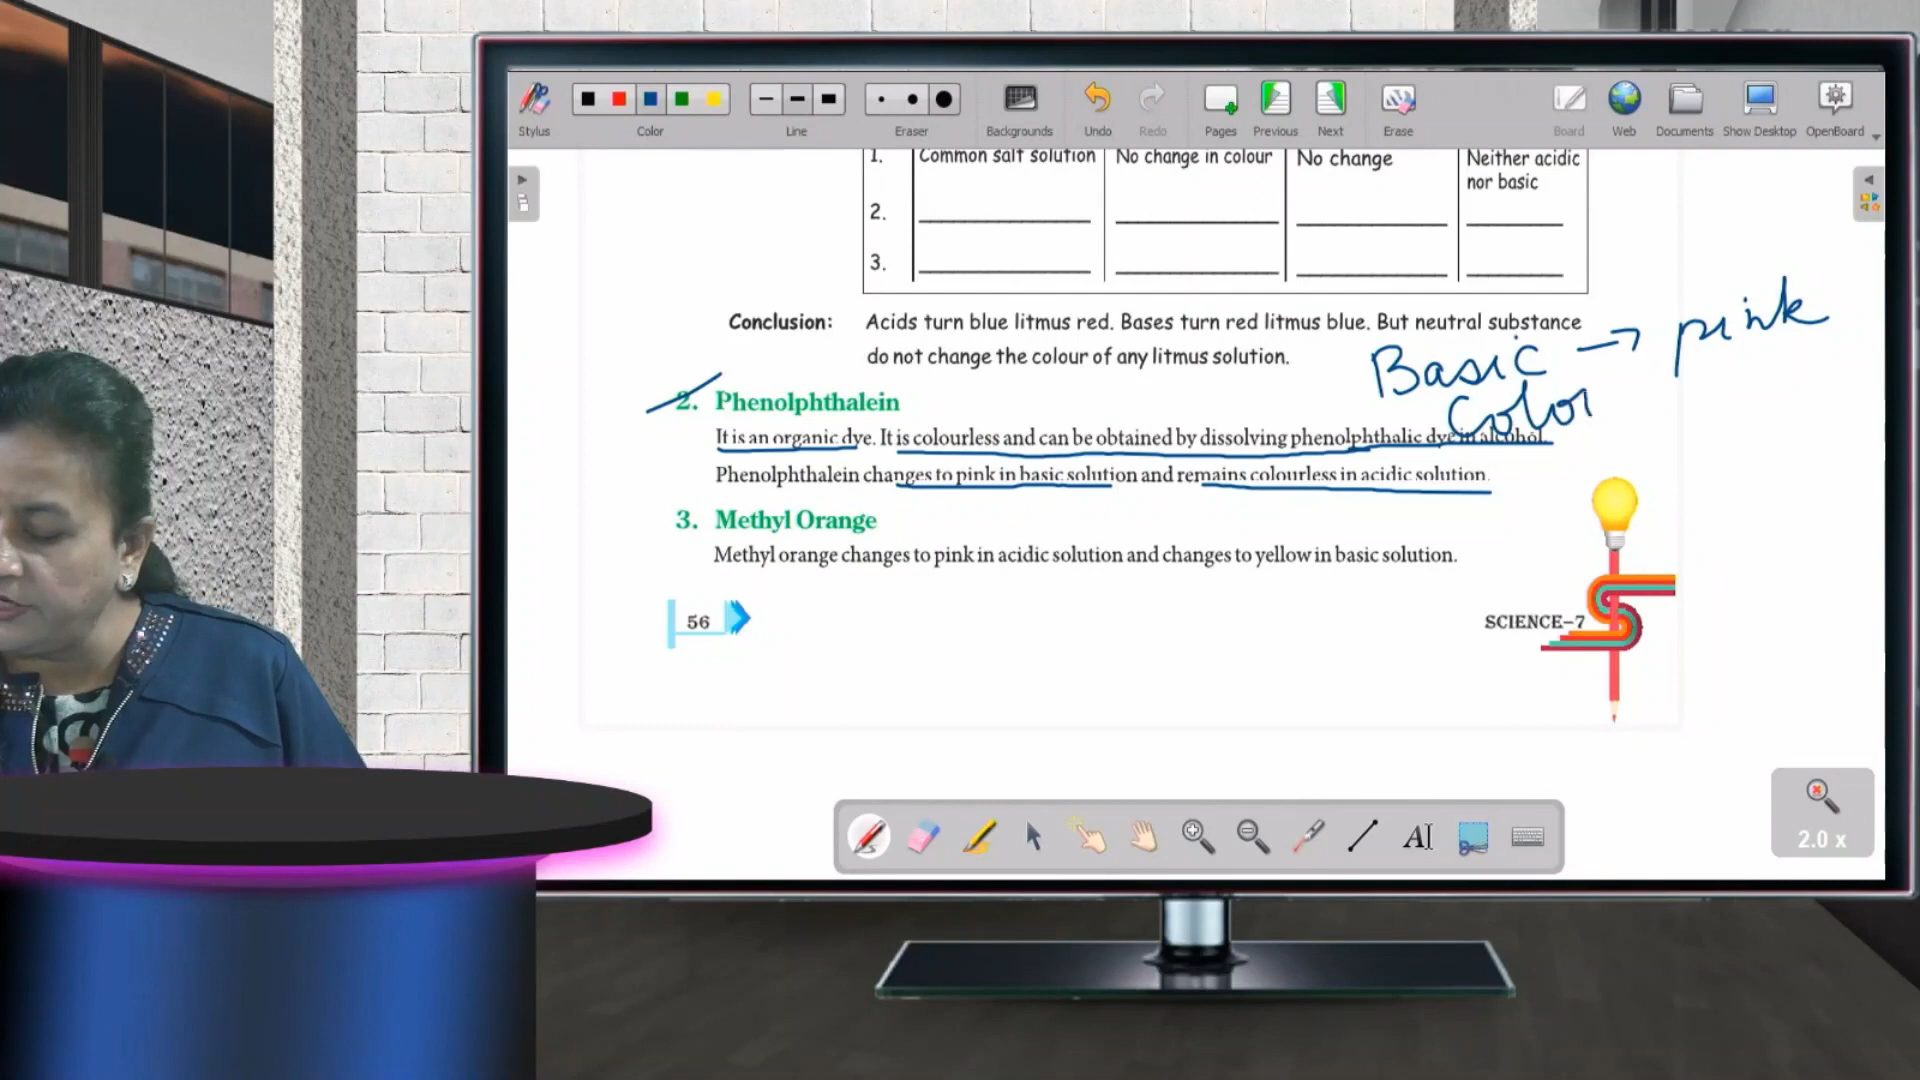 Stylus Color Line Eraser Backgrounds Undo Redo Pages Previous Next Erase Board Web Documents Show Desktop OpenBoard
1. Common salt solution No change in colour No change Neither acidic
nor basic
2.
3.
Conclusion: Acids turn blue litmus red. Bases turn red litmus blue. But neutral substance
do not change the colour of any litmus solution.
Basic → pink
Color
2. Phenolphthalein
It is an organic dye. It is colourless and can be obtained by dissolving phenolphthalic dye in alcohol.
Phenolphthalein changes to pink in basic solution and remains colourless in acidic solution.
3. Methyl Orange
Methyl orange changes to pink in acidic solution and changes to yellow in basic solution.
56
SCIENCE-7
AI
2.0 x